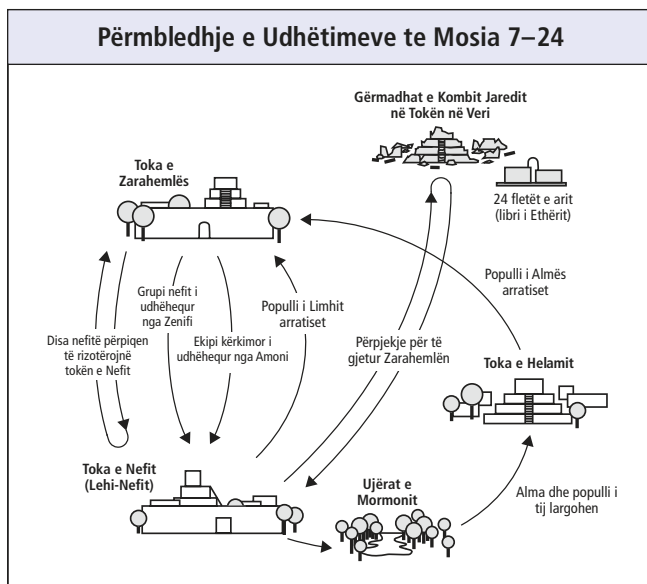 Përmbledhje e Udhëtimeve te Mosia 7–24
Gërmadhat e Kombit Jaredit
në Tokën në Veri
Toka e
Zarahemlës
24 fletët e arit
(libri i Ethërit)
Populli i Almës
arratiset
Grupi nefit i
udhëhequr
nga Zenifi
Populli i Limhit
arratiset
Disa nefitë përpiqen
të rizotërojnë
tokën e Nefit
Ekipi kërkimor i
udhëhequr nga Amoni
Përpjekje për të
gjetur Zarahemlën
Toka e Helamit
Toka e Nefit
(Lehi-Nefit)
Ujërat e
Mormonit
Alma dhe populli i
tij largohen